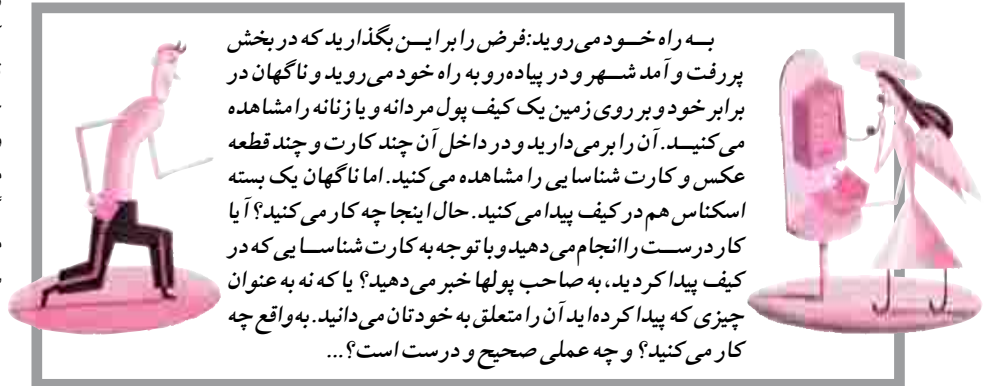 به راه خود می‌روید: فرض را بر این بگذارید که در بخش
پررفت و آمد شهر و در پیاده‌رو به راه خود می‌روید و ناگهان در
برابر خود و بر روی زمین یک کیف پول مردانه و یا زنانه را مشاهده
می‌کنید. آن را برمی‌دارید و در داخل آن چند کارت و چند قطعه
عکس و کارت شناسایی را مشاهده می‌کنید. اما ناگهان یک بسته
اسکناس هم در کیف پیدا می‌کنید. حال اینجا چه کار می‌کنید؟ آیا
کار درست را انجام می‌دهید و با توجه به کارت شناسایی که در
کیف پیدا کردید، به صاحب پولها خبر می‌دهید؟ یا که نه به عنوان
چیزی که پیدا کرده‌اید آن را متعلق به خودتان می‌دانید. به‌واقع چه
کار می‌کنید؟ و چه عملی صحیح و درست است؟...